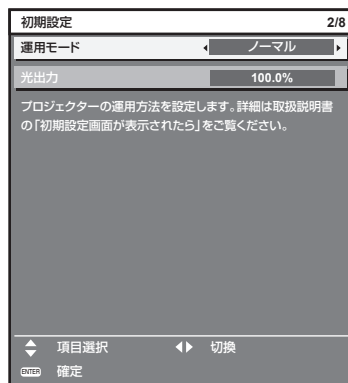 初期設定 2/8
運用モード ノーマル
光出力 100.0%
プロジェクターの運用方法を設定します。詳細は取扱説明書
の「初期設定画面が表示されたら」をご覧ください。
項目選択 切換
ENTER 確定